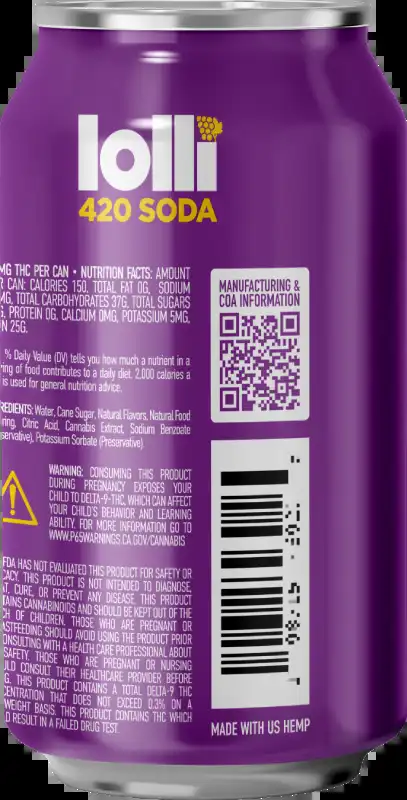 lolli
420 SODA
MG THC PER CAN • NUTRITION FACTS: AMOUNT
R CAN: CALORIES 150, TOTAL FAT 0G, SODIUM
MG, TOTAL CARBOHYDRATES 37G, TOTAL SUGARS
G, PROTEIN 0G, CALCIUM 0MG, POTASSIUM 5MG,
N 25G.
% Daily Value (DV) tells you how much a nutrient in a
ing of food contributes to a daily diet. 2,000 calories a
is used for general nutrition advice.
REDIENTS: Water, Cane Sugar, Natural Flavors, Natural Food
ring, Citric Acid, Cannabis Extract, Sodium Benzoate
servative), Potassium Sorbate (Preservative)
WARNING: CONSUMING THIS PRODUCT
DURING PREGNANCY EXPOSES YOUR
CHILD TO DELTA-9-THC, WHICH CAN AFFECT
YOUR CHILD'S BEHAVIOR AND LEARNING
ABILITY. FOR MORE INFORMATION GO TO
WWW.P65WARNINGS.CA.GOV/CANNABIS
FDA HAS NOT EVALUATED THIS PRODUCT FOR SAFETY OR
CACY. THIS PRODUCT IS NOT INTENDED TO DIAGNOSE,
AT, CURE, OR PREVENT ANY DISEASE. THIS PRODUCT
TAINS CANNABINOIDS AND SHOULD BE KEPT OUT OF THE
CH OF CHILDREN. THOSE WHO ARE PREGNANT OR
ASTFEEDING SHOULD AVOID USING THE PRODUCT PRIOR
ONSULTING WITH A HEALTH CARE PROFESSIONAL ABOUT
SAFETY. THOSE WHO ARE PREGNANT OR NURSING
ULD CONSULT THEIR HEALTHCARE PROVIDER BEFORE
G. THIS PRODUCT CONTAINS A TOTAL DELTA-9 THC
CENTRATION THAT DOES NOT EXCEED 0.3% ON A
WEIGHT BASIS. THIS PRODUCT CONTAINS THC WHICH
D RESULT IN A FAILED DRUG TEST.
MANUFACTURING &
COA INFORMATION
MADE WITH US HEMP